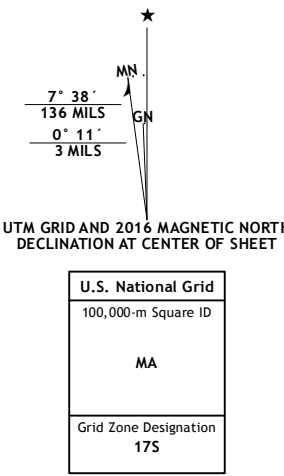 ★
MN
7° 38´
136 MILS
GN
0° 11´
3 MILS
UTM GRID AND 2016 MAGNETIC NORTH
DECLINATION AT CENTER OF SHEET
U.S. National Grid
100,000-m Square ID
MA
Grid Zone Designation
17S